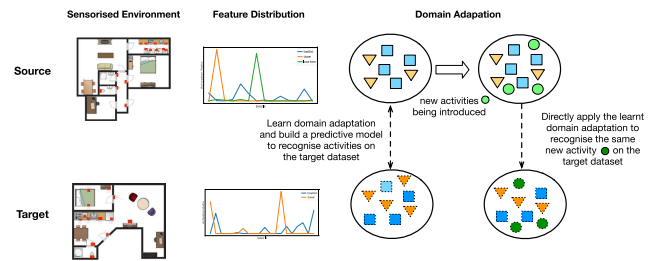 Sensorised Environment
Feature Distribution
Domain Adapation
Source
new activities
being introduced
Learn domain adaptation
and build a predictive model
to recognise activities on
the target dataset
Directly apply the learnt
domain adaptation to
recognise the same
new activity on the
target dataset
Target